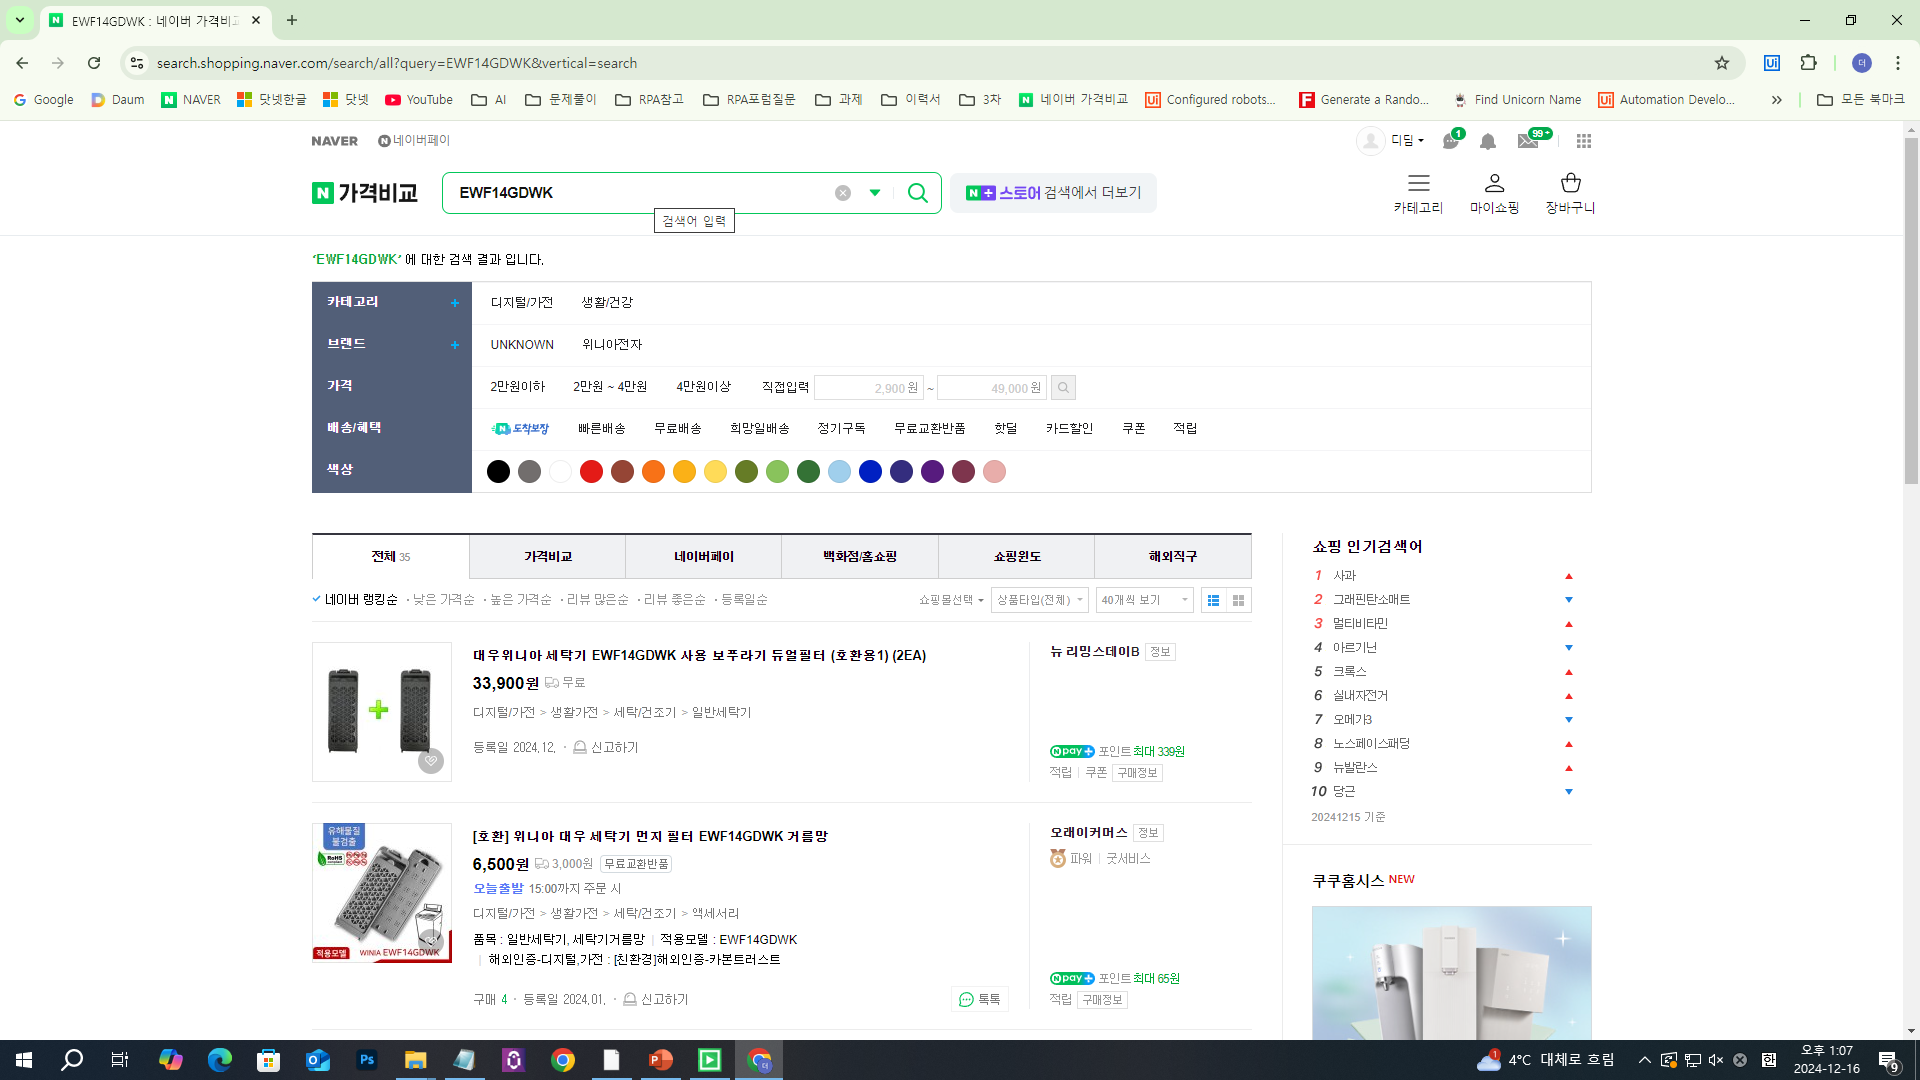 EWF14GDWK : 네이버 가격비교
search.shopping.naver.com/search/all?query=EWF14GDWK&vertical=search
더
Google Daum NAVER 닷넷한글 닷넷 YouTube AI 문제풀이 RPA참고 RPA포럼질문 과제 이력서 3차 네이버 가격비교 Configured robots... Generate a Rando... Find Unicorn Name Automation Develo... » 모든 북마크
NAVER 네이버페이 디딤 1 99+
N 가격비교 EWF14GDWK N+ 스토어 검색에서 더보기
카테고리 마이쇼핑 장바구니
검색어 입력
'EWF14GDWK' 에 대한 검색 결과 입니다.
카테고리 + 디지털/가전 생활/건강
브랜드 + UNKNOWN 위니아전자
가격 2만원이하 2만원 ~ 4만원 4만원이상 직접입력 2,900 원 ~ 49,000 원
배송/혜택 N 도착보장 빠른배송 무료배송 희망일배송 정기구독 무료교환반품 핫딜 카드할인 쿠폰 적립
색상
전체 35 가격비교 네이버페이 백화점/홈쇼핑 쇼핑윈도 해외직구
네이버 랭킹순 · 낮은 가격순 · 높은 가격순 · 리뷰 많은순 · 리뷰 좋은순 · 등록일순 쇼핑몰선택 상품타입(전체) 40개씩 보기
대우위니아 세탁기 EWF14GDWK 사용 보푸라기 듀얼필터 (호환용1) (2EA)
33,900원 무료
디지털/가전 > 생활가전 > 세탁/건조기 > 일반세탁기
등록일 2024.12. · 신고하기
뉴 리밍스데이B 정보
N pay+ 포인트 최대 339원
적립 쿠폰 구매정보
유해물질
불검출
RoHS
적용모델 WINIA EWF14GDWK
[호환] 위니아 대우 세탁기 먼지 필터 EWF14GDWK 거름망
6,500원 3,000원 무료교환반품
오늘출발 15:00까지 주문 시
디지털/가전 > 생활가전 > 세탁/건조기 > 액세서리
품목 : 일반세탁기, 세탁기거름망 | 적용모델 : EWF14GDWK
| 해외인증-디지털,가전 : [친환경]해외인증-카본트러스트
구매 4 · 등록일 2024.01. · 신고하기 톡톡
오래이커머스 정보
파워 굿서비스
N pay+ 포인트 최대 65원
적립 구매정보
쇼핑 인기검색어
1 사과
2 그래핀탄소매트
3 멀티비타민
4 아르기닌
5 크록스
6 실내자전거
7 오메가3
8 노스페이스패딩
9 뉴발란스
10 당근
20241215 기준
쿠쿠홈시스 NEW
Ps
1 4°C 대체로 흐림 한 오후 1:07
2024-12-16 9